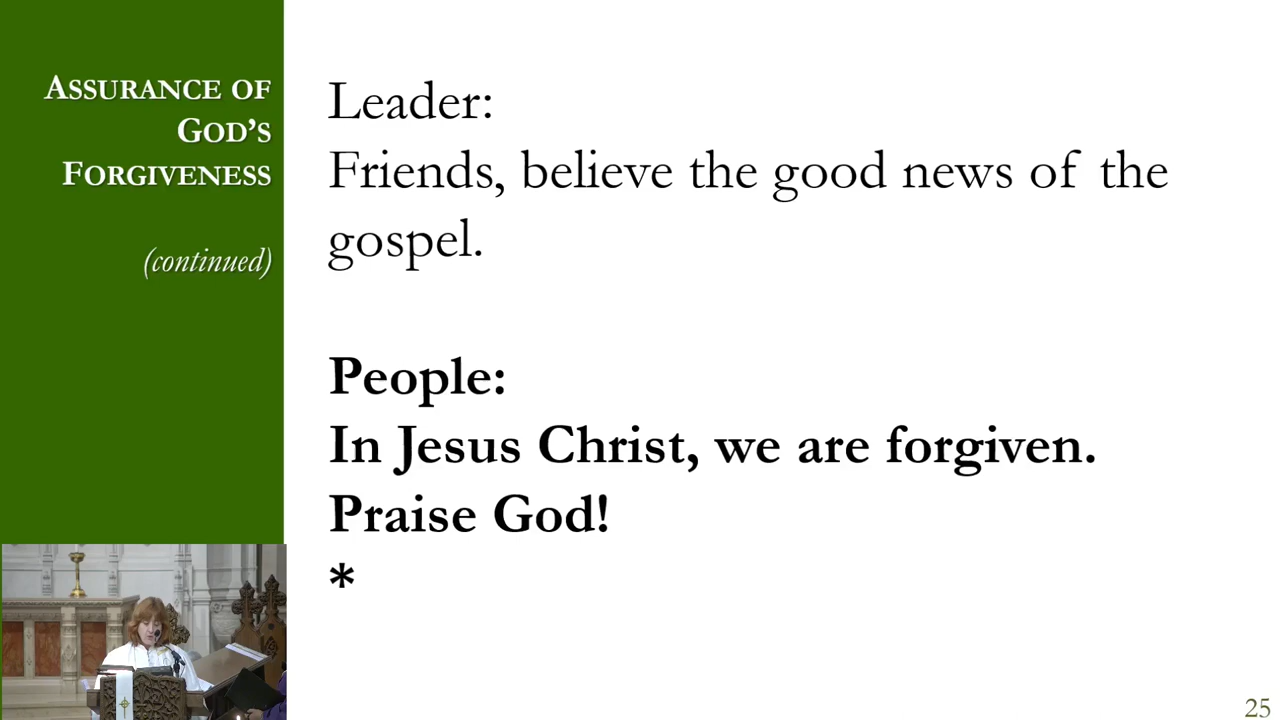 ASSURANCE OF
GOD'S
FORGIVENESS
(continued)
Leader:
Friends, believe the good news of the
gospel.
People:
In Jesus Christ, we are forgiven.
Praise God!
*
25